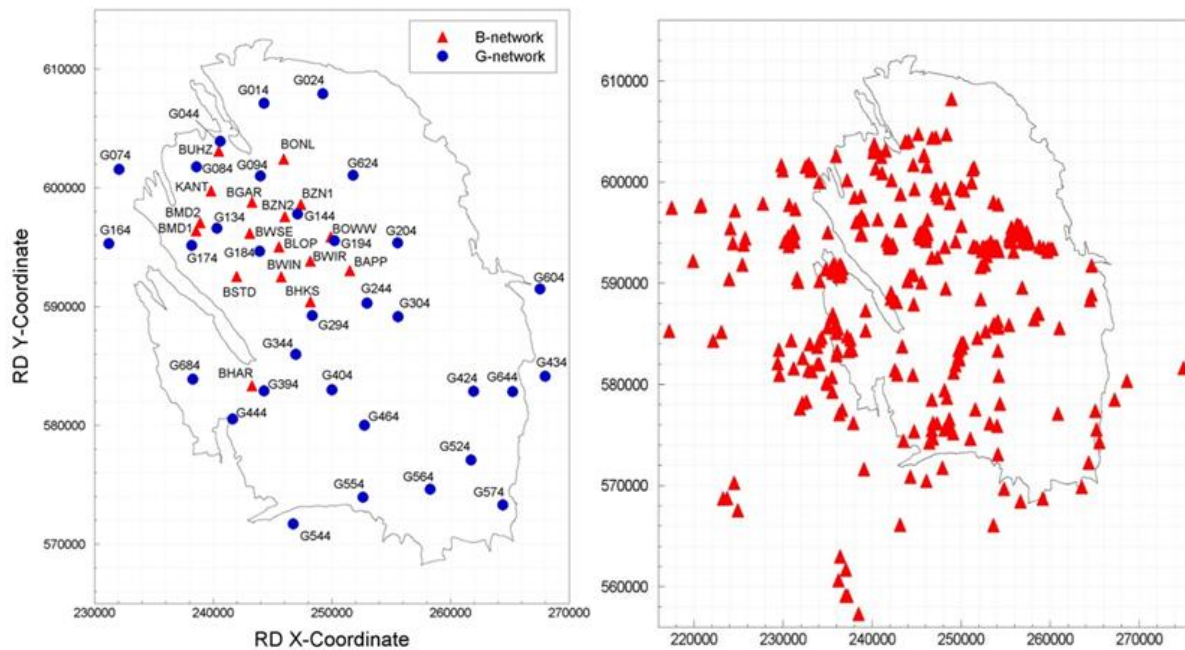 B-network
G-network
610000
600000
590000
580000
570000
RD Y-Coordinate
G024
G014
G044
BUHZ
BONL
G074
G084
G094
G624
KANT
BGAR
BZN1
BZN2
BMD2
G134
G144
BMD1
BWSE
BOWW
G164
G204
G194
BLOP
G174
G184
BWIR
BWIN
BAPP
BSTD
BHKS
G604
G244
G304
G294
G344
G684
BHAR
G394
G404
G424
G644
G434
G444
G464
G524
G554
G564
G574
G544
231000
240000
250000
260000
270000
RD X-Coordinate
610000
600000
590000
580000
570000
560000
220000
230000
240000
250000
260000
270000